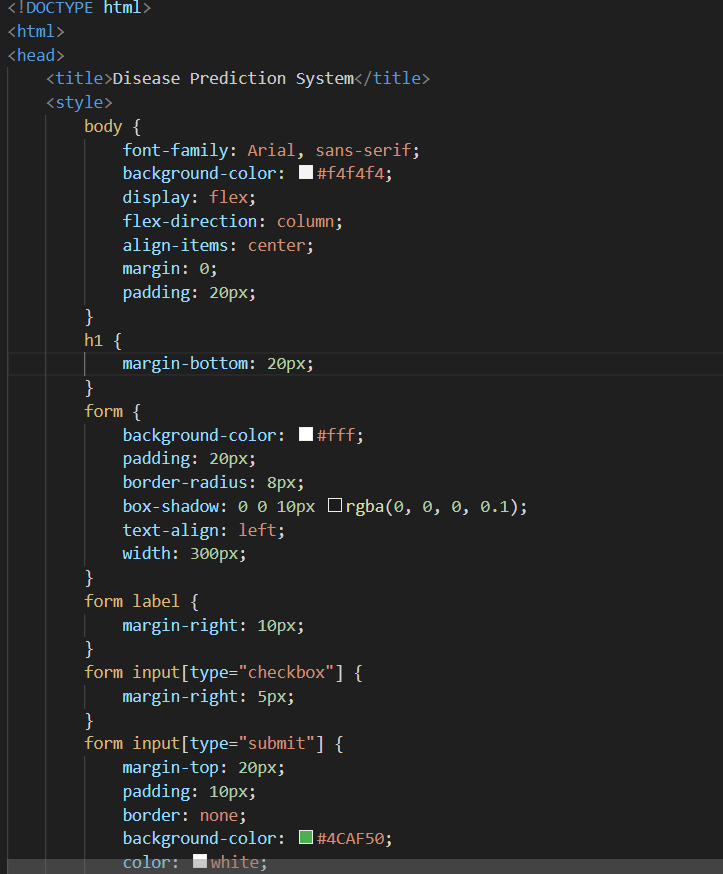 <!DOCTYPE html>
<html>
<head>
    <title>Disease Prediction System</title>
    <style>
        body {
            font-family: Arial, sans-serif;
            background-color: #f4f4f4;
            display: flex;
            flex-direction: column;
            align-items: center;
            margin: 0;
            padding: 20px;
        }
        h1 {
            margin-bottom: 20px;
        }
        form {
            background-color: #fff;
            padding: 20px;
            border-radius: 8px;
            box-shadow: 0 0 10px rgba(0, 0, 0, 0.1);
            text-align: left;
            width: 300px;
        }
        form label {
            margin-right: 10px;
        }
        form input[type="checkbox"] {
            margin-right: 5px;
        }
        form input[type="submit"] {
            margin-top: 20px;
            padding: 10px;
            border: none;
            background-color: #4CAF50;
            color: white;